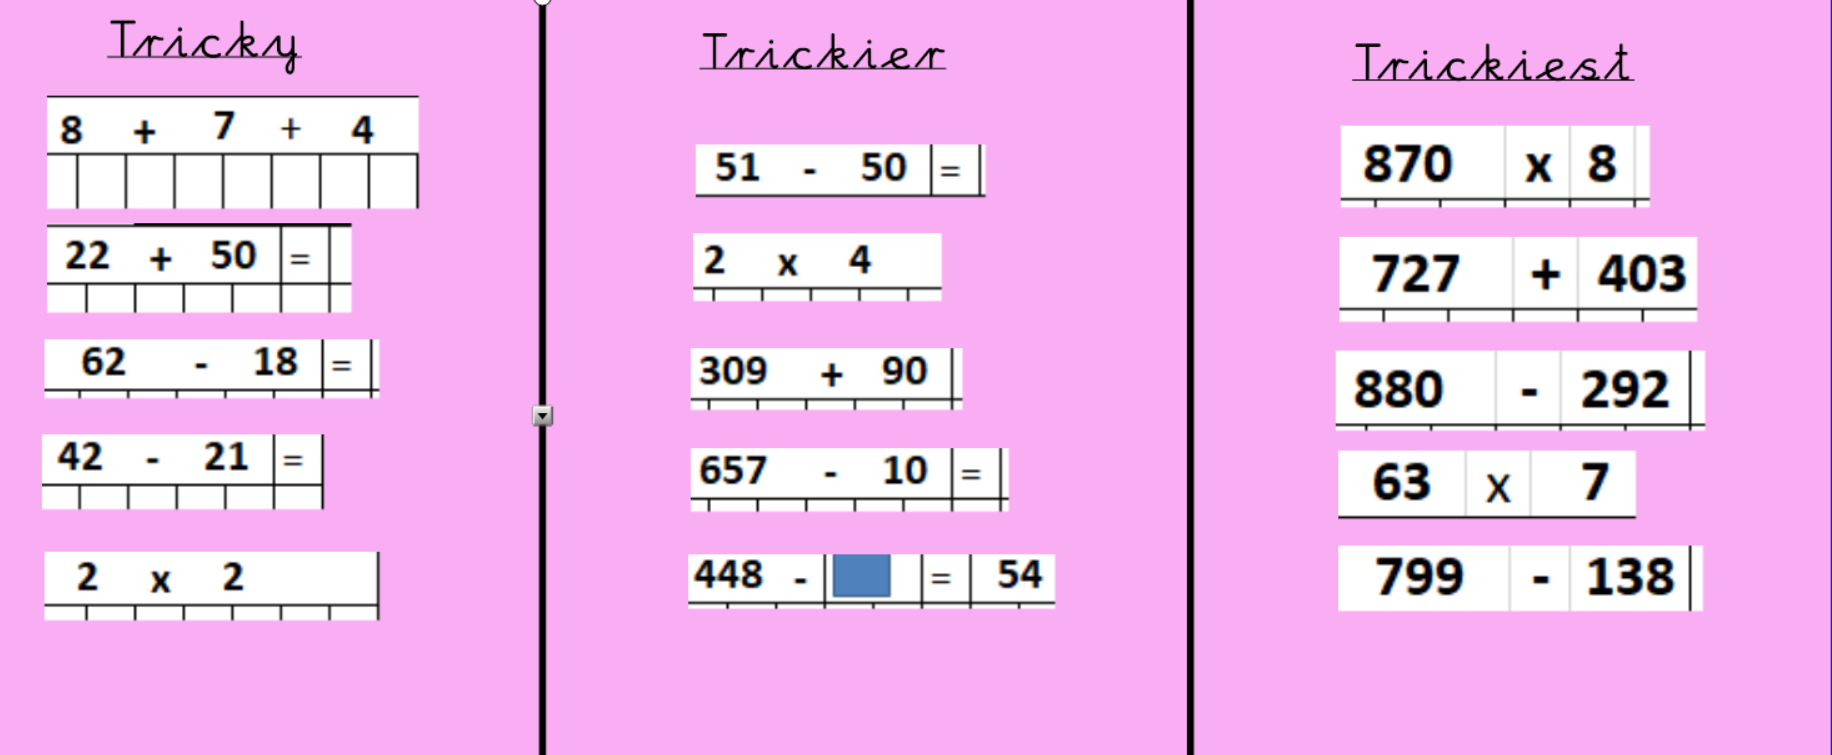 Tricky
8 + 7 + 4
22 + 50 =
62 - 18 =
42 - 21 =
2 x 2
Trickier
51 - 50 =
2 x 4
309 + 90
657 - 10 =
448 - = 54
Trickiest
870 x 8
727 + 403
880 - 292
63 x 7
799 - 138